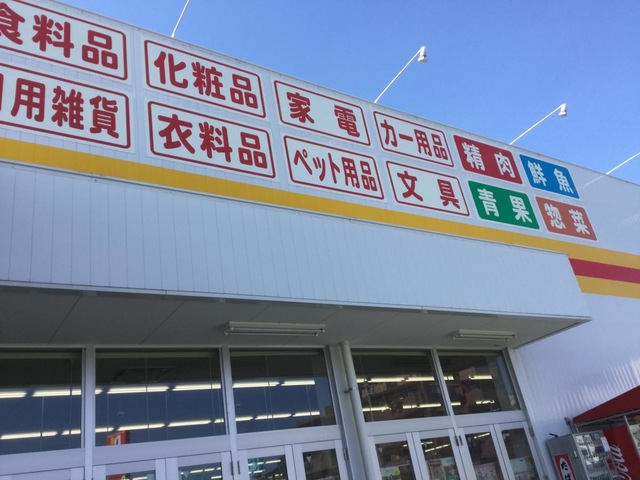 食料品 化粧品 家電 カー用品 精肉 鮮魚
用雑貨 衣料品 ペット用品 文具 青果 惣菜